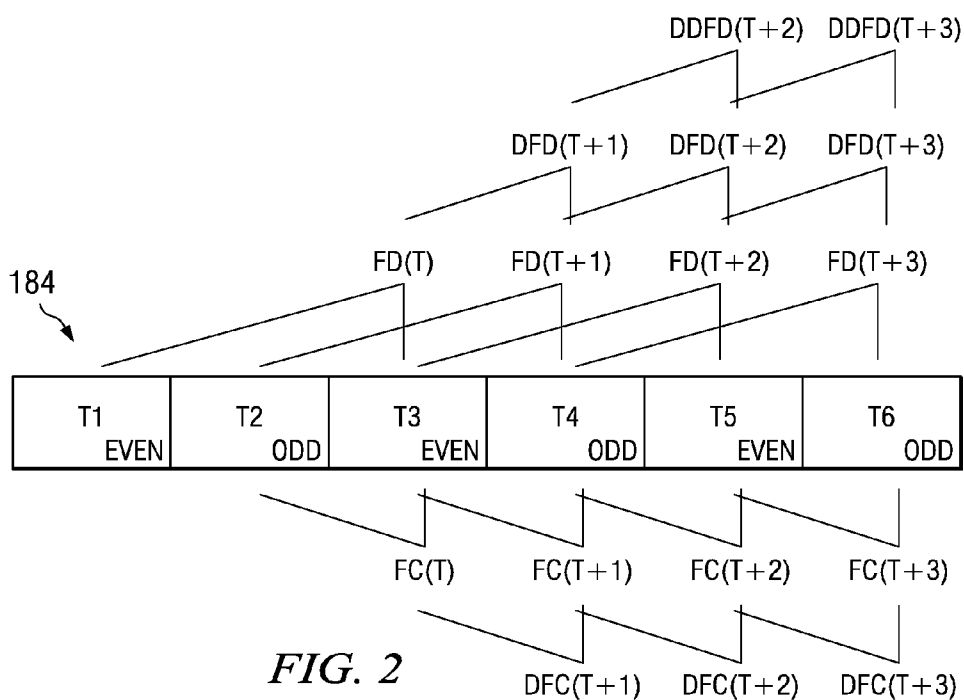 DDFD(T+2) DDFD(T+3)
DFD(T+1) DFD(T+2) DFD(T+3)
FD(T) FD(T+1) FD(T+2) FD(T+3)
184
T1 T2 T3 T4 T5 T6
EVEN ODD EVEN ODD EVEN ODD
FC(T) FC(T+1) FC(T+2) FC(T+3)
FIG. 2
DFC(T+1) DFC(T+2) DFC(T+3)